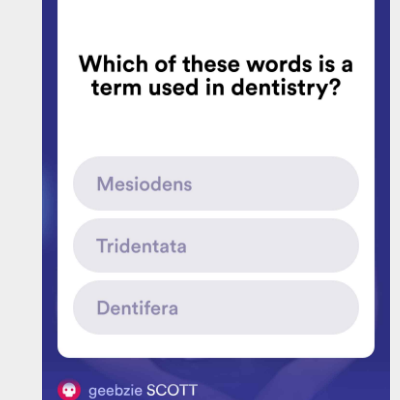 Which of these words is a
term used in dentistry?
Mesiodens
Tridentata
Dentifera
geebzie SCOTT